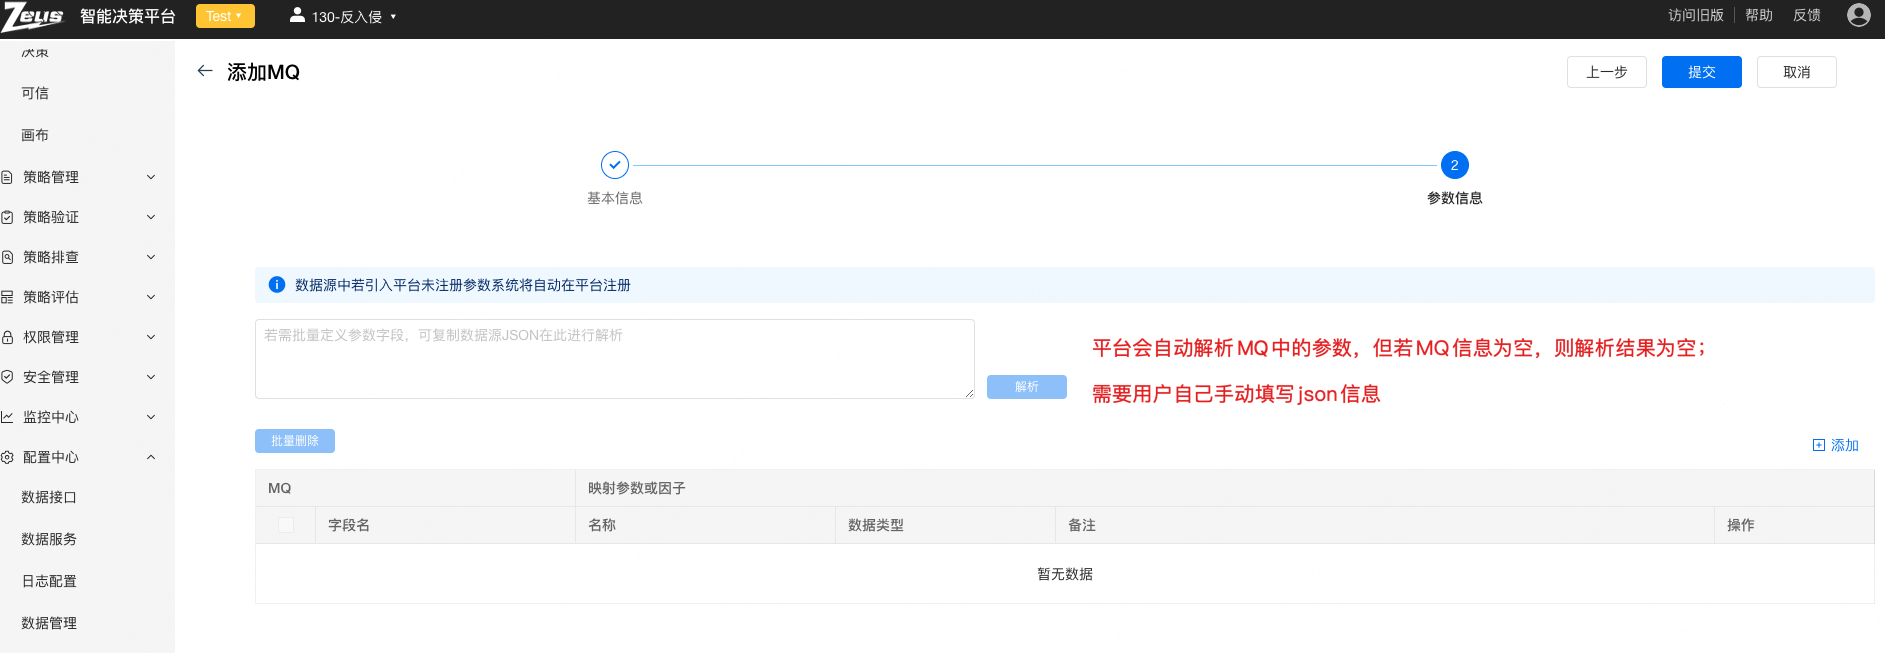 Zeus 智能决策平台 Test 130-反入侵 访问旧版 帮助 反馈
决策
可信
画布
策略管理
策略验证
策略排查
策略评估
权限管理
安全管理
监控中心
配置中心
数据接口
数据服务
日志配置
数据管理
添加MQ
上一步 提交 取消
2
基本信息 参数信息
数据源中若引入平台未注册参数系统将自动在平台注册
若需批量定义参数字段，可复制数据源JSON在此进行解析
解析
平台会自动解析MQ中的参数，但若MQ信息为空，则解析结果为空；
需要用户自己手动填写json信息
批量删除 添加
MQ 映射参数或因子
字段名 名称 数据类型 备注 操作
暂无数据